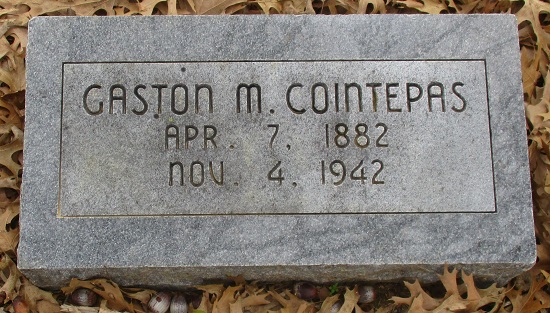 GASTON M. COINTEPAS
APR. 7, 1882
NOV. 4, 1942